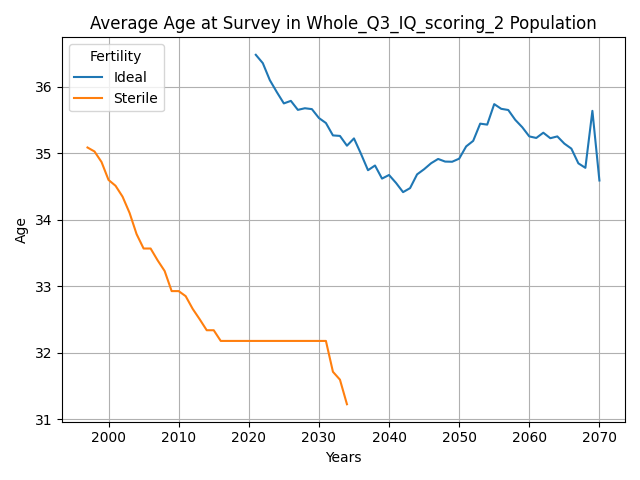 Average Age at Survey in Whole_Q3_IQ_scoring_2 Population
Fertility
Ideal
Sterile
Age
36
35
34
33
32
31
2000 2010 2020 2030 2040 2050 2060 2070
Years